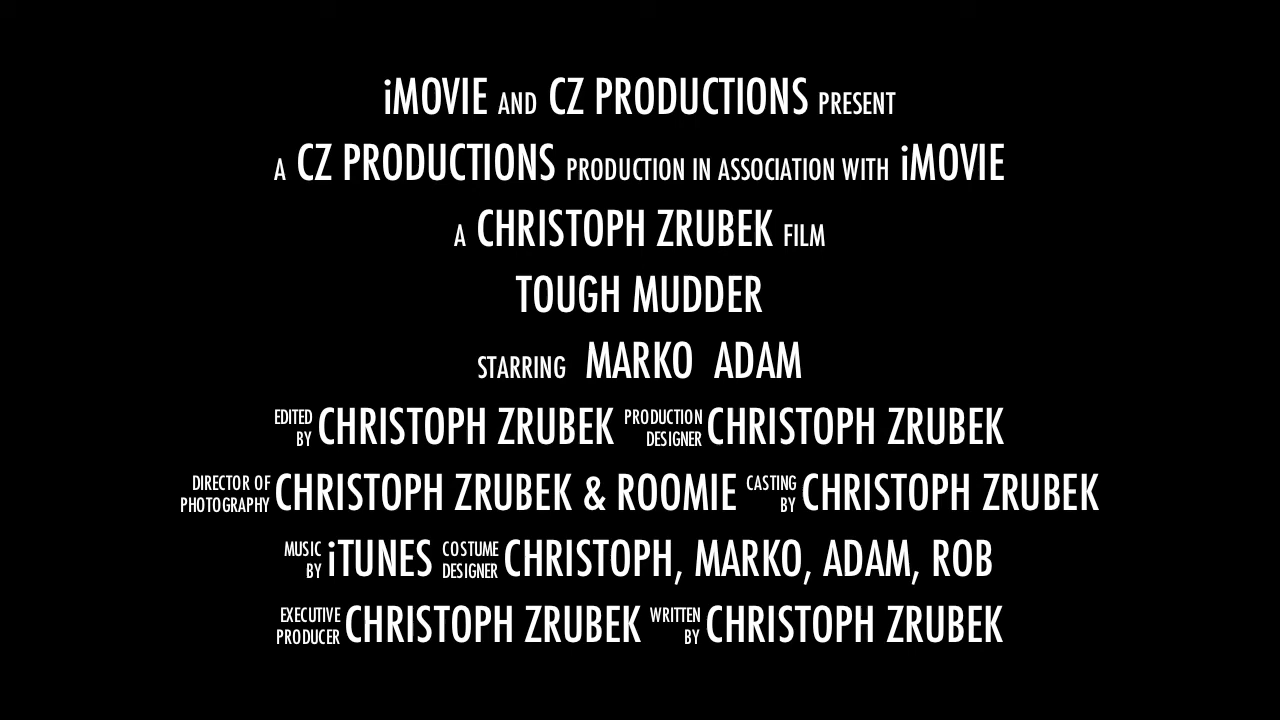 iMOVIE AND CZ PRODUCTIONS PRESENT
A CZ PRODUCTIONS PRODUCTION IN ASSOCIATION WITH iMOVIE
A CHRISTOPH ZRUBEK FILM
TOUGH MUDDER
STARRING MARKO ADAM
EDITED BY CHRISTOPH ZRUBEK PRODUCTION DESIGNER CHRISTOPH ZRUBEK
DIRECTOR OF PHOTOGRAPHY CHRISTOPH ZRUBEK & ROOMIE CASTING BY CHRISTOPH ZRUBEK
MUSIC BY iTUNES COSTUME DESIGNER CHRISTOPH, MARKO, ADAM, ROB
EXECUTIVE PRODUCER CHRISTOPH ZRUBEK WRITTEN BY CHRISTOPH ZRUBEK